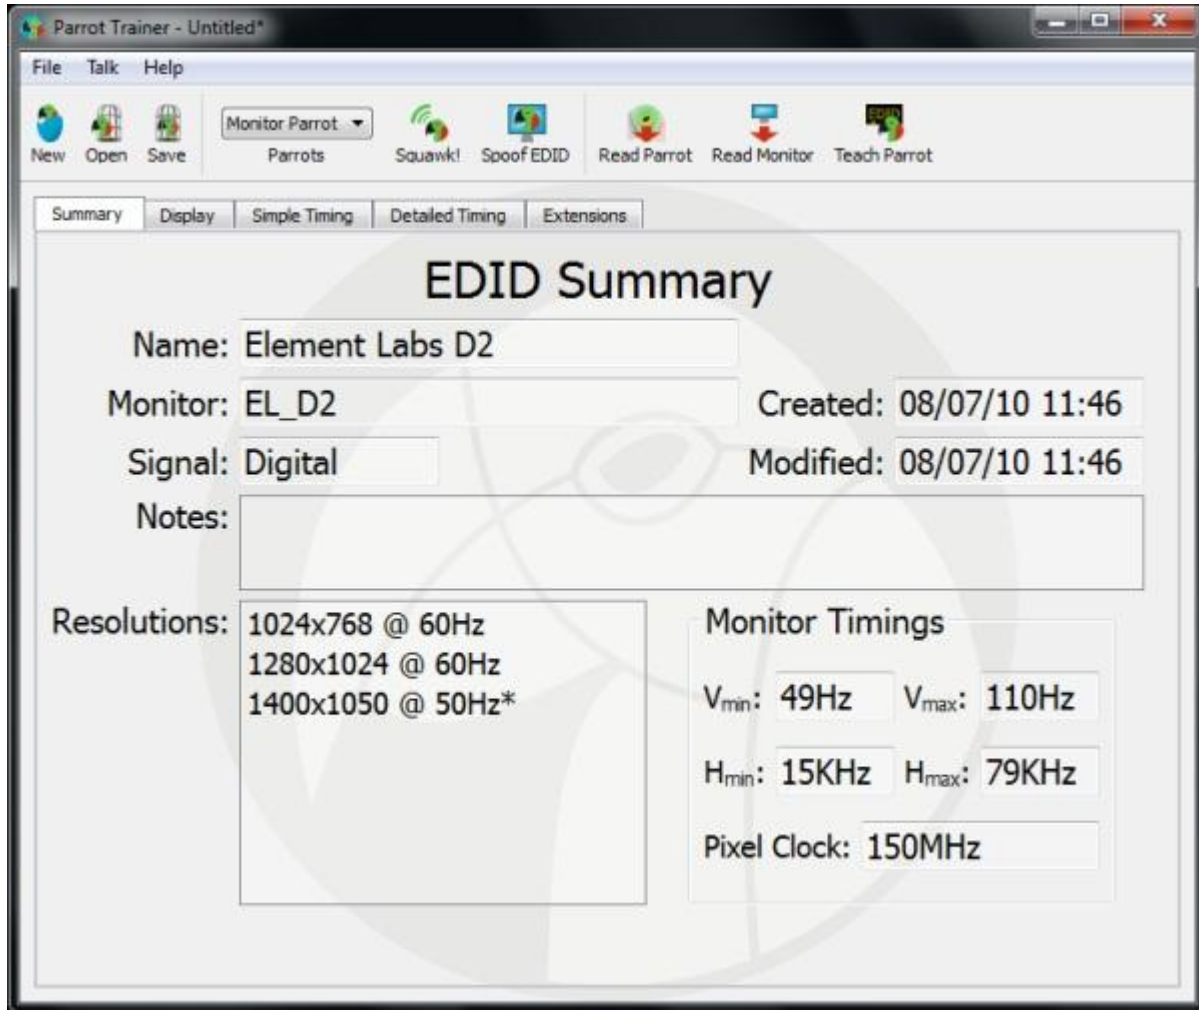 Parrot Trainer - Untitled*
File Talk Help
Monitor Parrot
New Open Save Parrots Squawk! Spoof EDID Read Parrot Read Monitor Teach Parrot
Summary Display Simple Timing Detailed Timing Extensions
EDID Summary
Name: Element Labs D2
Monitor: EL_D2 Created: 08/07/10 11:46
Signal: Digital Modified: 08/07/10 11:46
Notes:
Resolutions: 1024x768 @ 60Hz
1280x1024 @ 60Hz
1400x1050 @ 50Hz*
Monitor Timings
Vmin: 49Hz Vmax: 110Hz
Hmin: 15KHz Hmax: 79KHz
Pixel Clock: 150MHz